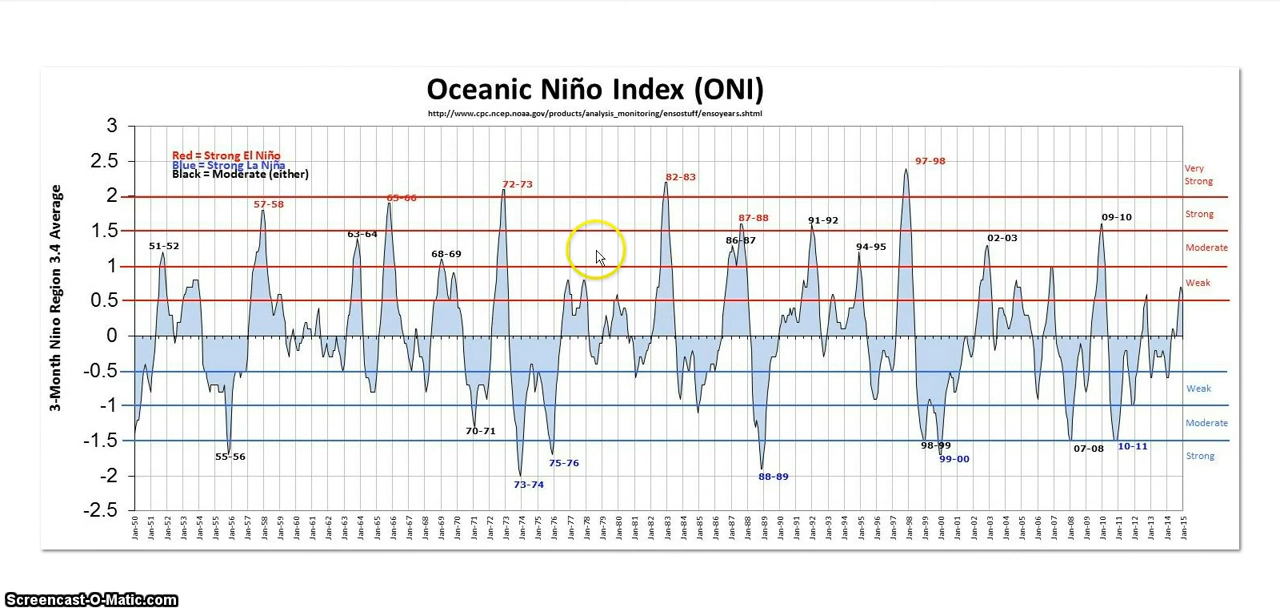 Oceanic Niño Index (ONI)
http://www.cpc.ncep.noaa.gov/products/analysis_monitoring/ensostuff/ensoyears.shtml
3-Month Nino Region 3.4 Average
3
2.5
2
1.5
1
0.5
0
-0.5
-1
-1.5
-2
-2.5
Red = Strong El Niño
Blue = Strong La Niña
Black = Moderate (either)
51-52
55-56
57-58
63-64
65-66
68-69
70-71
72-73
73-74
75-76
82-83
86-87
87-88
88-89
91-92
94-95
97-98
98-99
99-00
02-03
07-08
09-10
10-11
Very
Strong
Strong
Moderate
Weak
Weak
Moderate
Strong
Jan-50
Jan-51
Jan-52
Jan-53
Jan-54
Jan-55
Jan-56
Jan-57
Jan-58
Jan-59
Jan-60
Jan-61
Jan-62
Jan-63
Jan-64
Jan-65
Jan-66
Jan-67
Jan-68
Jan-69
Jan-70
Jan-71
Jan-72
Jan-73
Jan-74
Jan-75
Jan-76
Jan-77
Jan-78
Jan-79
Jan-80
Jan-81
Jan-82
Jan-83
Jan-84
Jan-85
Jan-86
Jan-87
Jan-88
Jan-89
Jan-90
Jan-91
Jan-92
Jan-93
Jan-94
Jan-95
Jan-96
Jan-97
Jan-98
Jan-99
Jan-00
Jan-01
Jan-02
Jan-03
Jan-04
Jan-05
Jan-06
Jan-07
Jan-08
Jan-09
Jan-10
Jan-11
Jan-12
Jan-13
Jan-14
Jan-15
Screencast-O-Matic.com